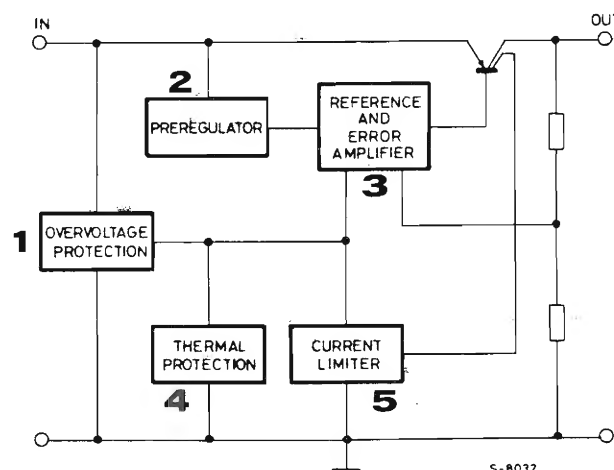 IN
OUT
2
PREREGULATOR
REFERENCE
AND
ERROR
AMPLIFIER
3
1
OVERVOLTAGE
PROTECTION
THERMAL
PROTECTION
4
CURRENT
LIMITER
5
S-8032